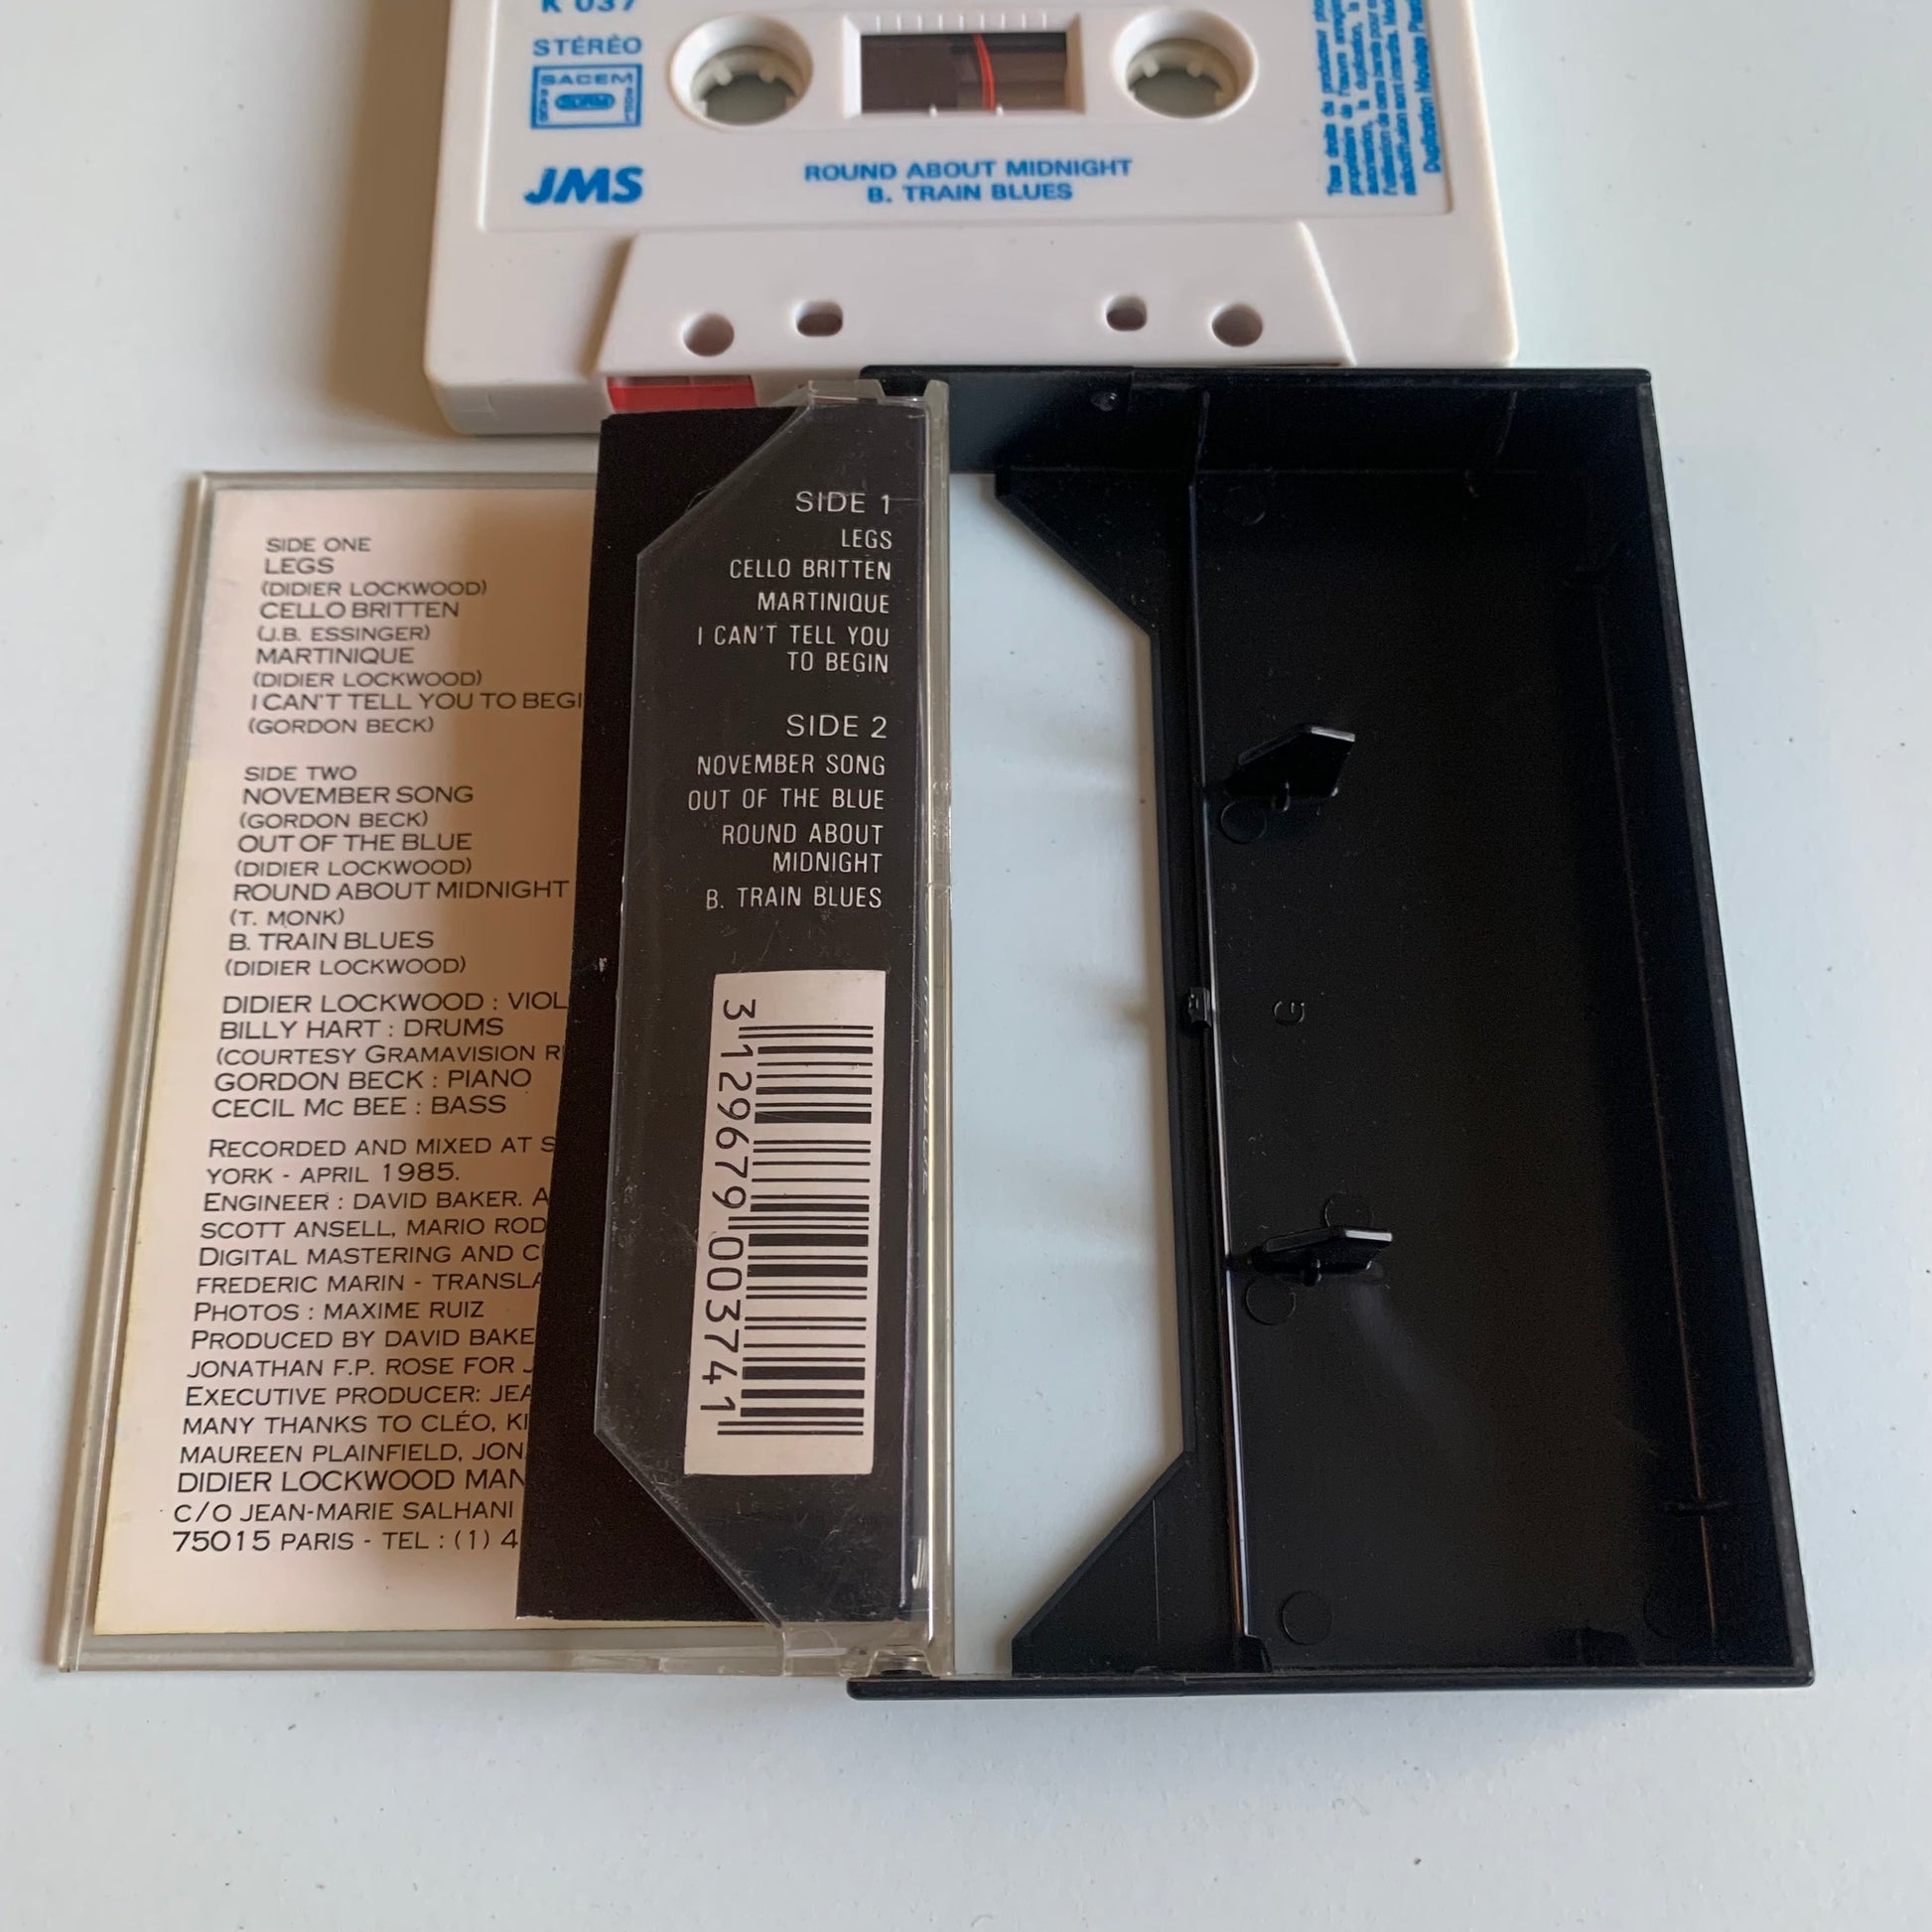 K 037
STÉRÉO
SACEM
SDRM
JMS
ROUND ABOUT MIDNIGHT
B. TRAIN BLUES
Tous droits du producteur
Duplication Mouvlage
SIDE ONE
LEGS
(DIDIER LOCKWOOD)
CELLO BRITTEN
(J.B. ESSINGER)
MARTINIQUE
(DIDIER LOCKWOOD)
I CAN'T TELL YOU TO BEGI
(GORDON BECK)
SIDE TWO
NOVEMBER SONG
(GORDON BECK)
OUT OF THE BLUE
(DIDIER LOCKWOOD)
ROUND ABOUT MIDNIGHT
(T. MONK)
B. TRAIN BLUES
(DIDIER LOCKWOOD)
DIDIER LOCKWOOD : VIOL
BILLY HART : DRUMS
(COURTESY GRAMAVISION R
GORDON BECK : PIANO
CECIL Mc BEE : BASS
RECORDED AND MIXED AT S
YORK - APRIL 1985.
ENGINEER : DAVID BAKER. A
SCOTT ANSELL, MARIO ROD
DIGITAL MASTERING AND C
FREDERIC MARIN - TRANSLA
PHOTOS : MAXIME RUIZ
PRODUCED BY DAVID BAKE
JONATHAN F.P. ROSE FOR J
EXECUTIVE PRODUCER: JEA
MANY THANKS TO CLÉO, KI
MAUREEN PLAINFIELD, JON
DIDIER LOCKWOOD MAN
C/O JEAN-MARIE SALHANI
75015 PARIS - TEL : (1) 4
SIDE 1
LEGS
CELLO BRITTEN
MARTINIQUE
I CAN'T TELL YOU
TO BEGIN
SIDE 2
NOVEMBER SONG
OUT OF THE BLUE
ROUND ABOUT
MIDNIGHT
B. TRAIN BLUES
3 129679 003741
G